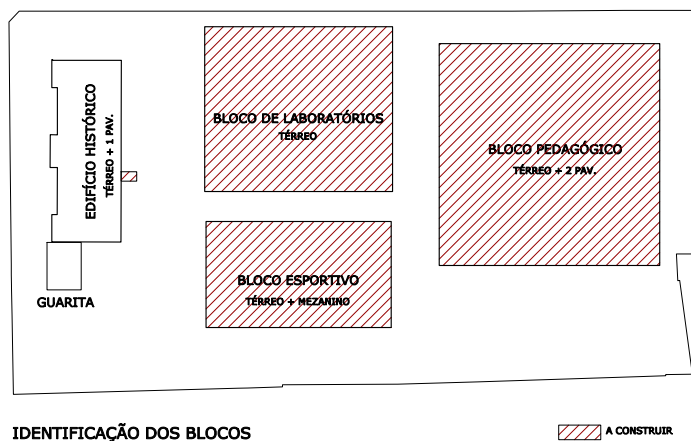 EDIFÍCIO HISTÓRICO
TÉRREO + 1 PAV.
GUARITA
BLOCO DE LABORATÓRIOS
TÉRREO
BLOCO ESPORTIVO
TÉRREO + MEZANINO
BLOCO PEDAGÓGICO
TÉRREO + 2 PAV.
IDENTIFICAÇÃO DOS BLOCOS
A CONSTRUIR